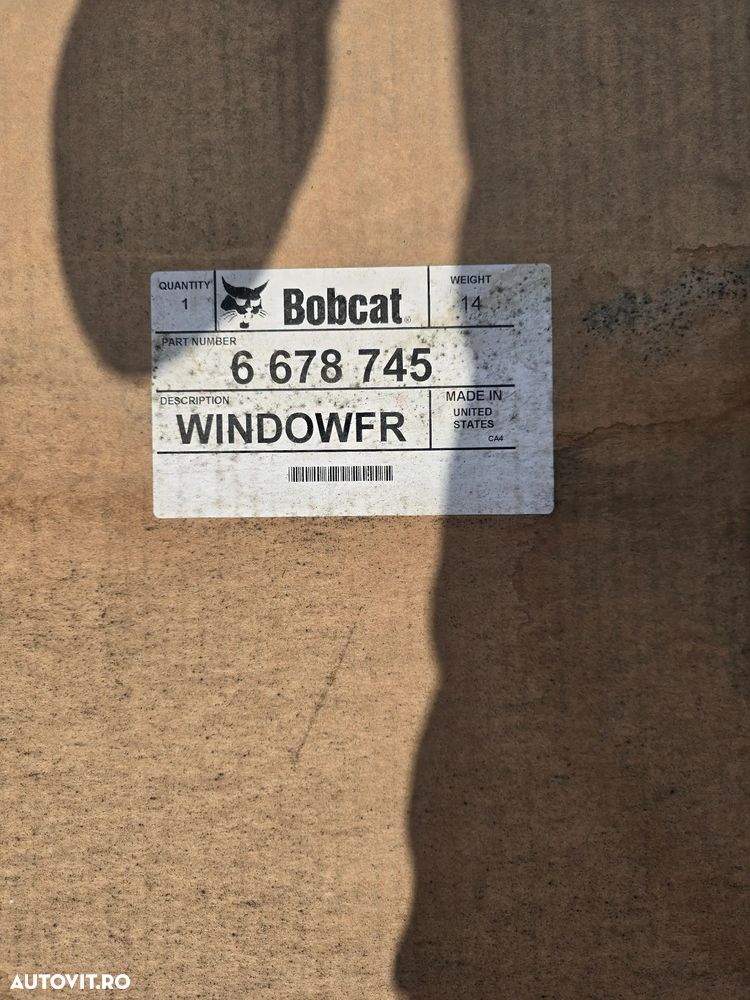 QUANTITY
1
Bobcat®
WEIGHT
14
PART NUMBER
6 678 745
DESCRIPTION
WINDOWFR
MADE IN
UNITED
STATES
CA4
AUTOVIT.RO